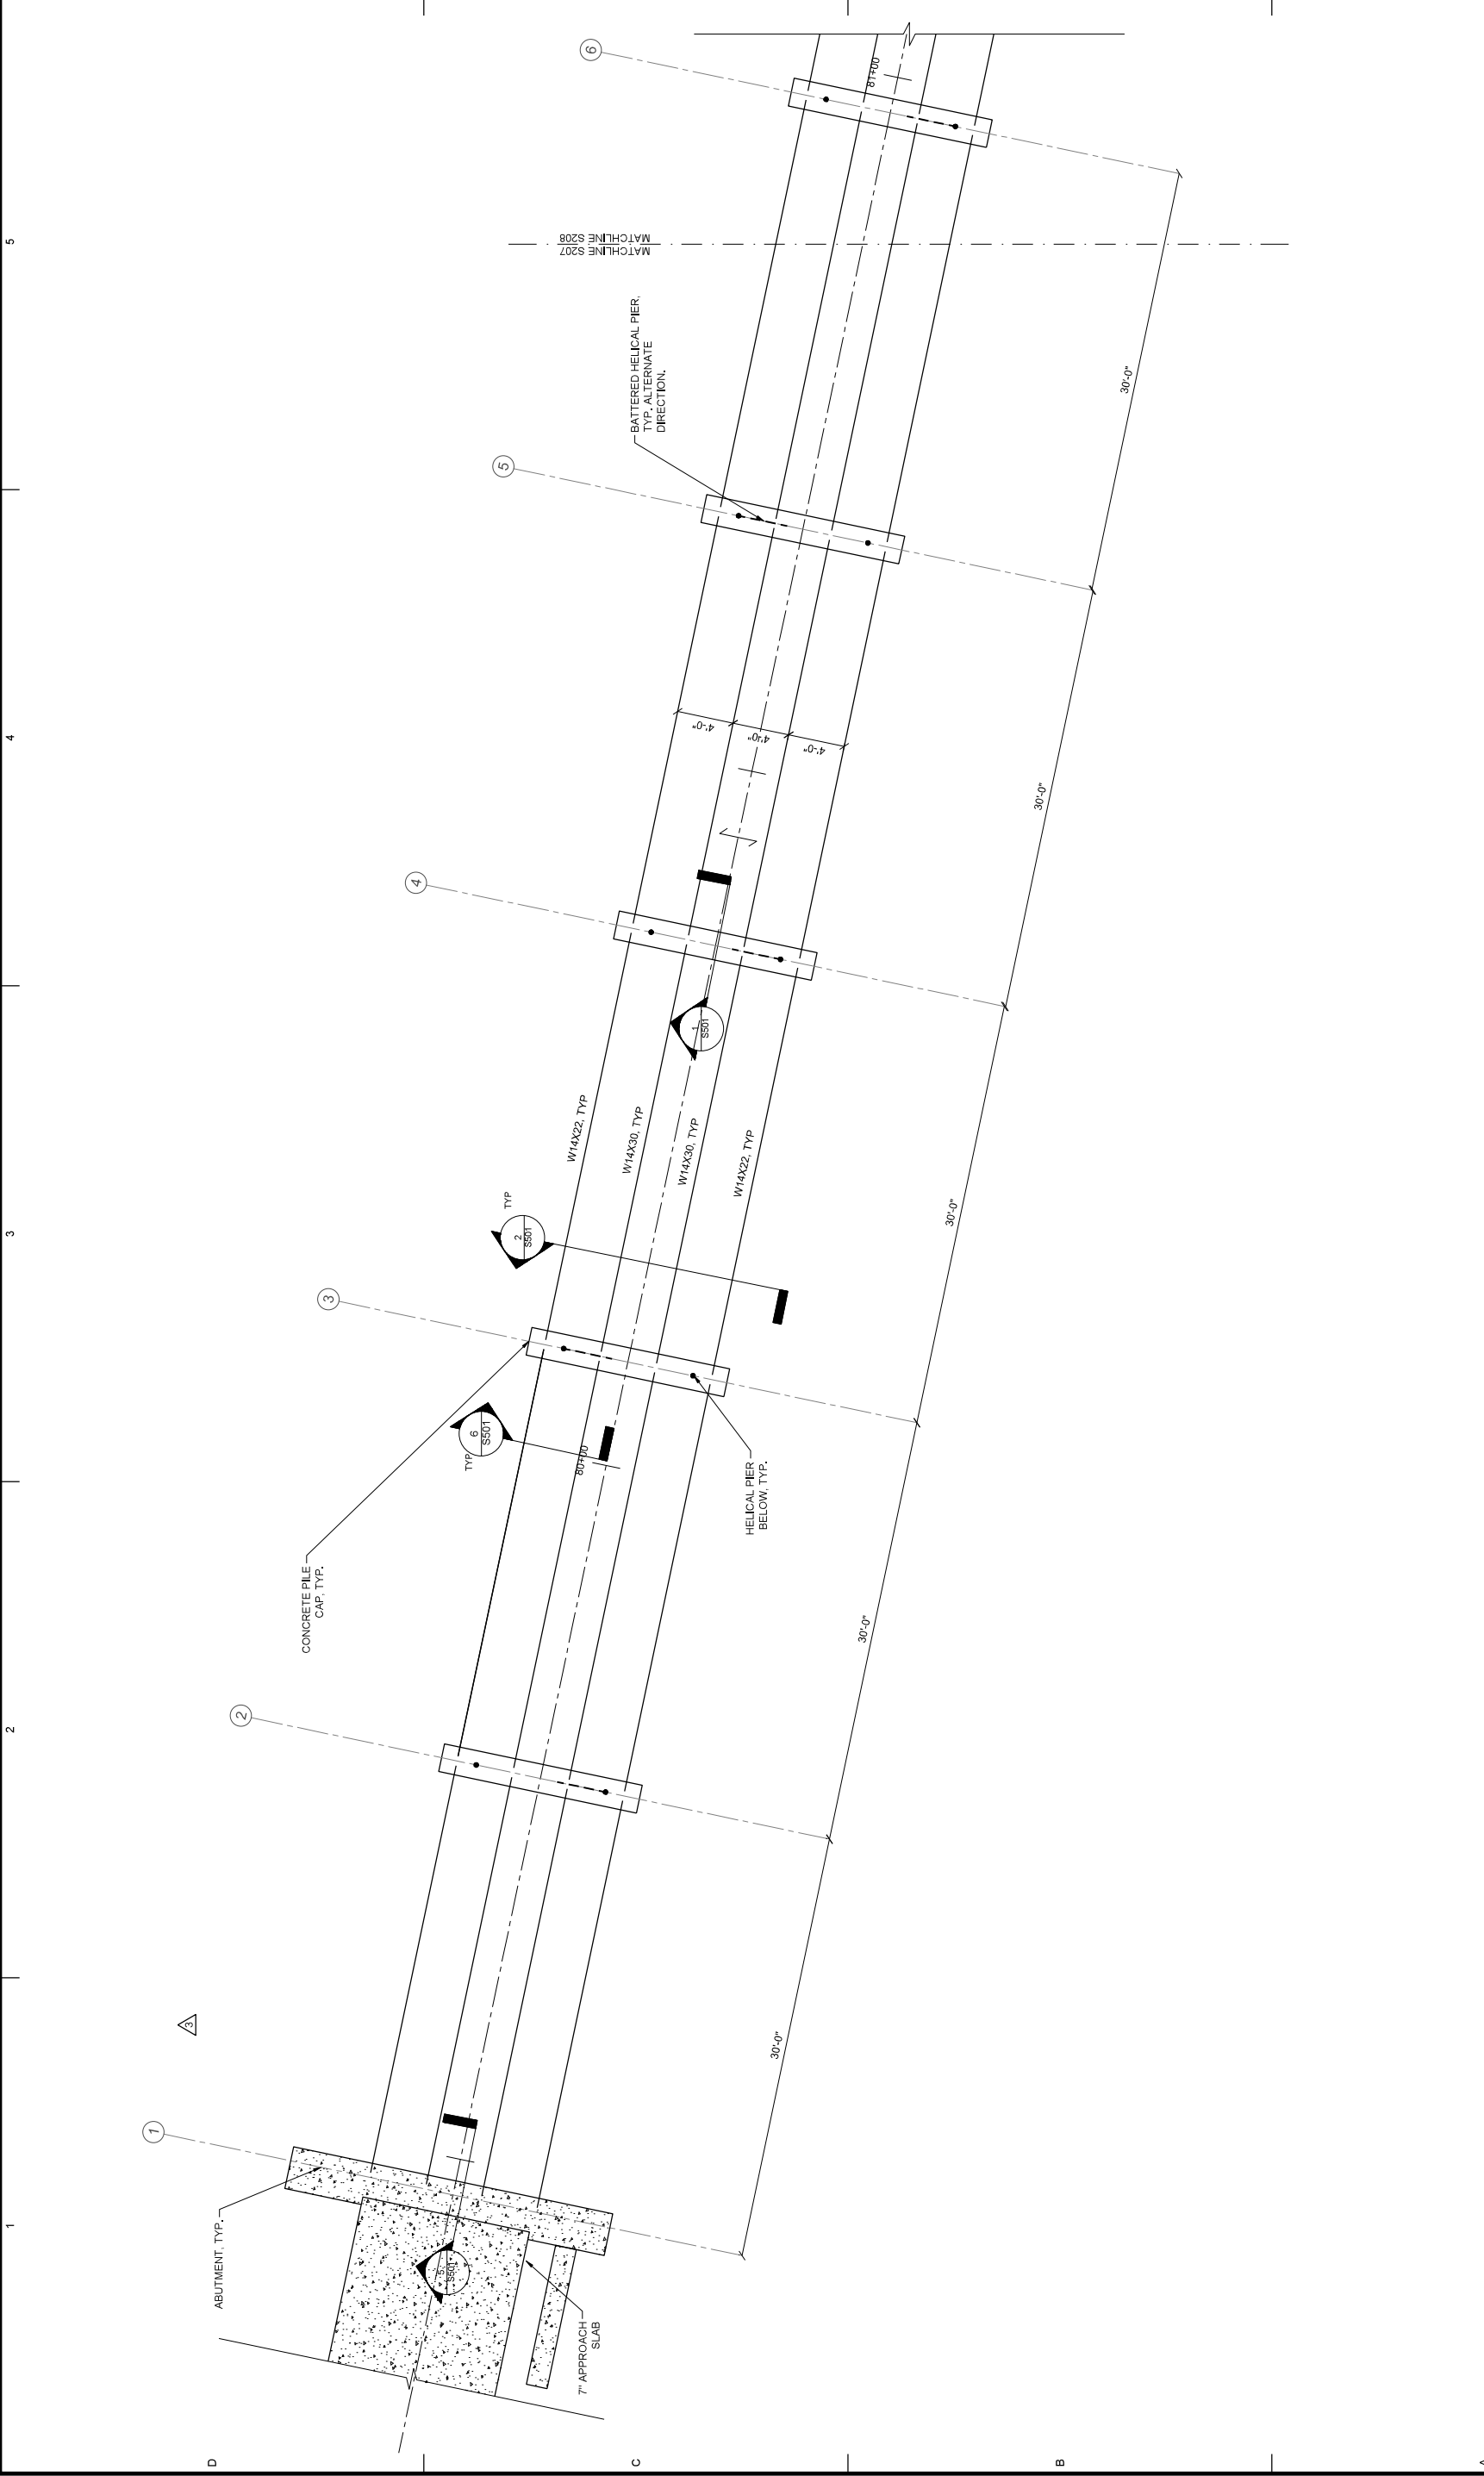 1
2
3
4
5
D
C
B
A
3
1
2
3
4
5
6
ABUTMENT, TYP.
7" APPROACH
SLAB
5
S501
CONCRETE PILE
CAP, TYP.
TYP
6
S501
80+00
HELICAL PIER
BELOW, TYP.
TYP
2
S501
W14X22, TYP
W14X30, TYP
W14X30, TYP
W14X22, TYP
1
S501
4'-0"
4'-0"
4'-0"
BATTERED HELICAL PIER,
TYP. ALTERNATE
DIRECTION.
MATCHLINE S207
MATCHLINE S208
81+00
30'-0"
30'-0"
30'-0"
30'-0"
30'-0"